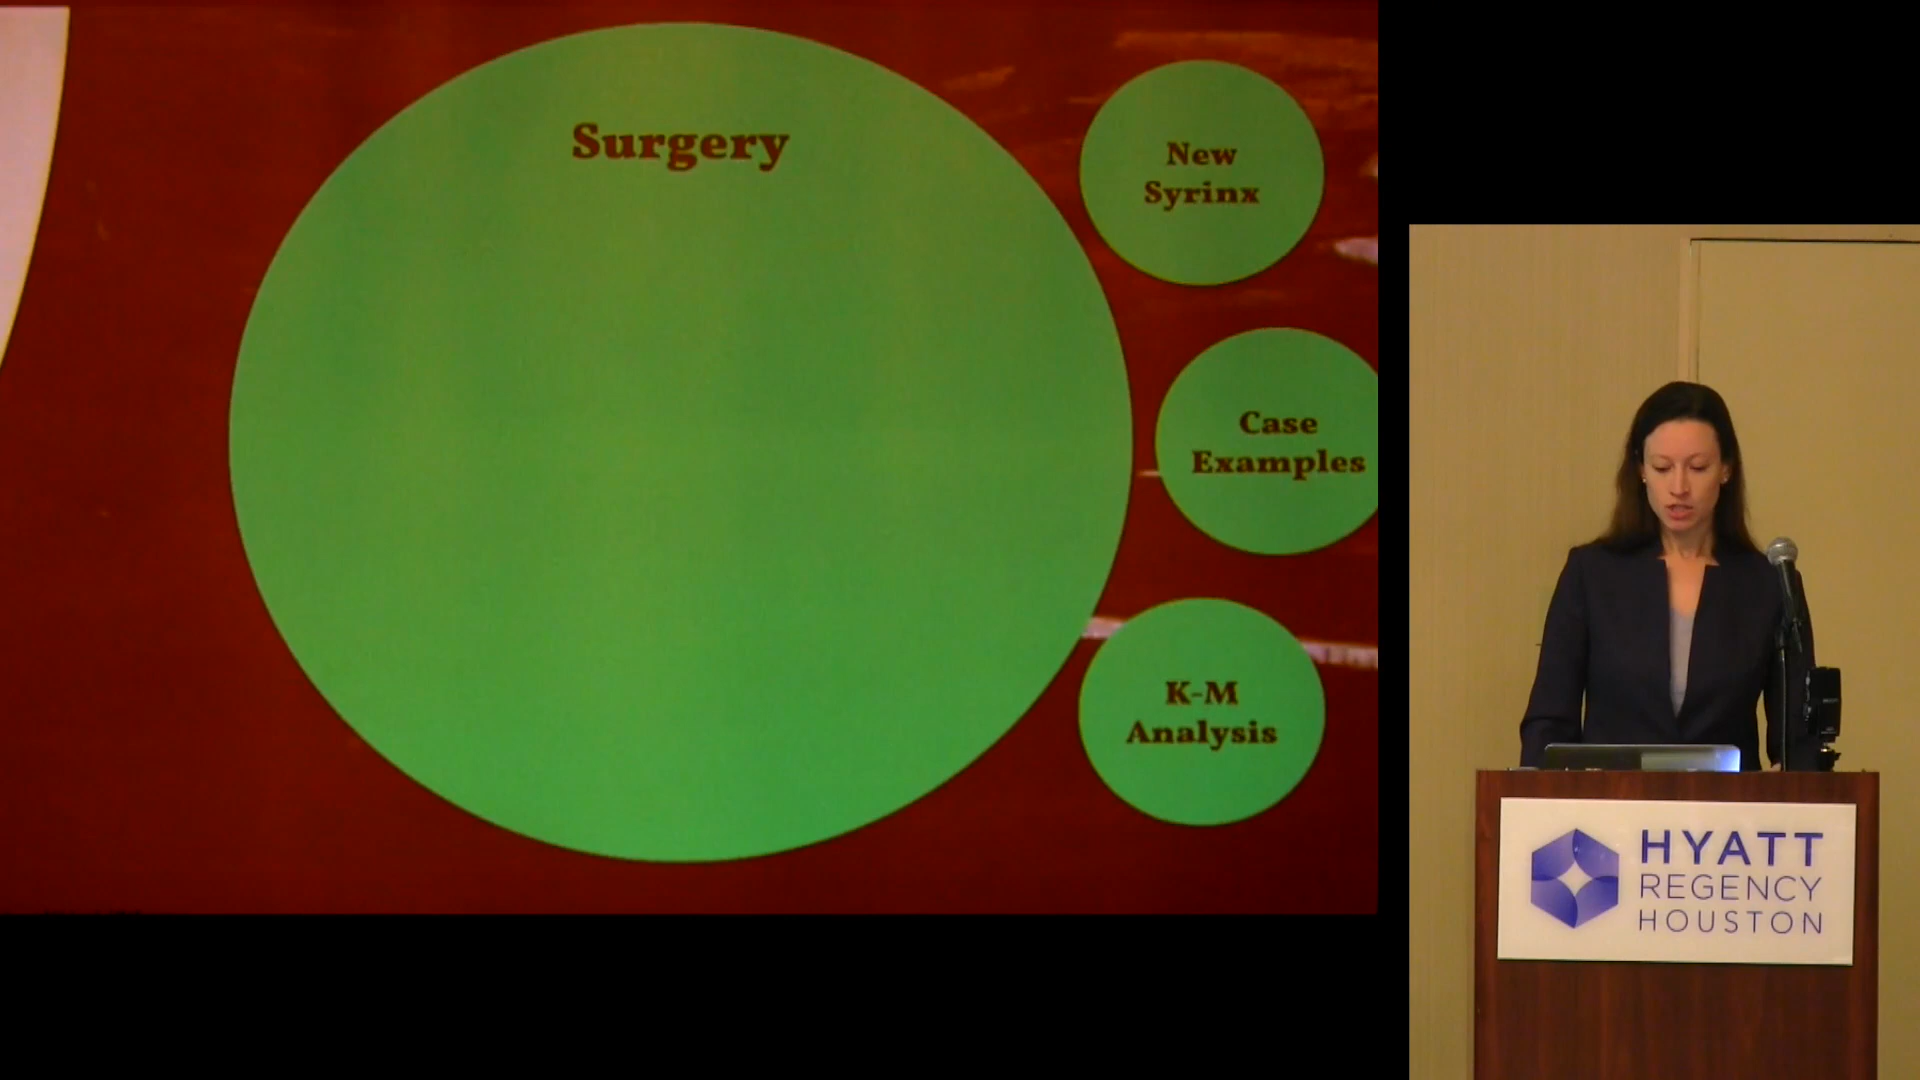 Surgery
New
Syrinx
Case
Examples
K-M
Analysis
HYATT
REGENCY
HOUSTON